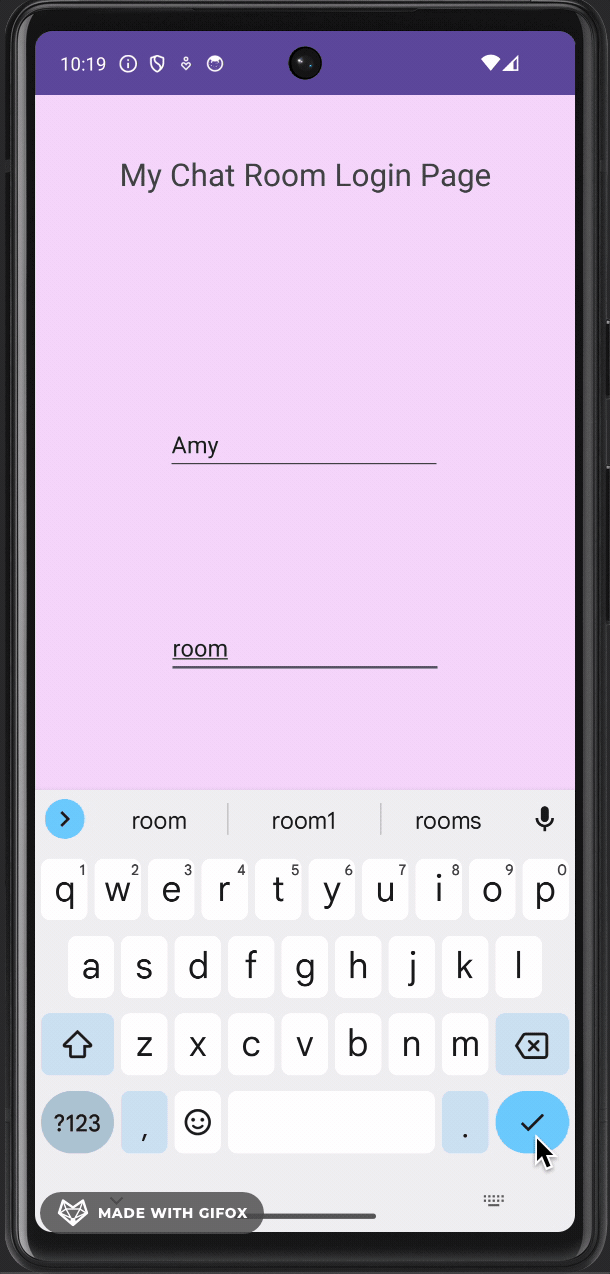 10:19
My Chat Room Login Page
Amy
room
room room1 rooms
q1 w2 e3 r4 t5 y6 u7 i8 o9 p0
a s d f g h j k l
z x c v b n m
?123 , .
MADE WITH GIFOX